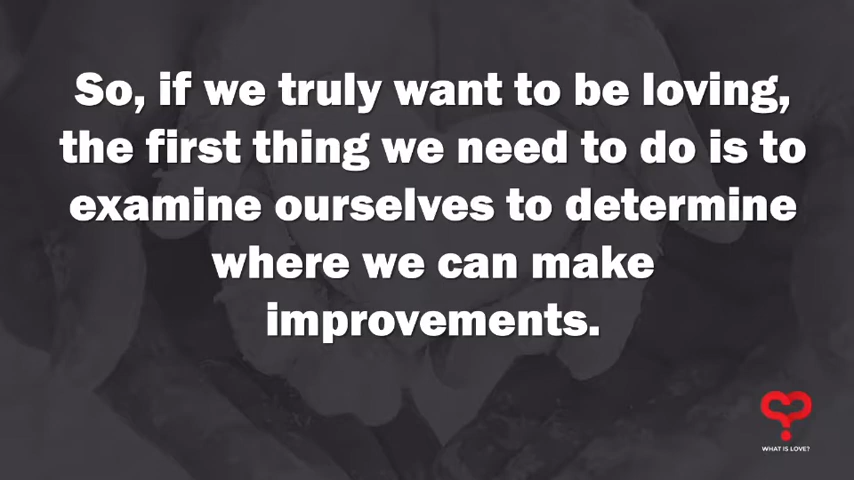 So, if we truly want to be loving,
the first thing we need to do is to
examine ourselves to determine
where we can make
improvements.
WHAT IS LOVE?